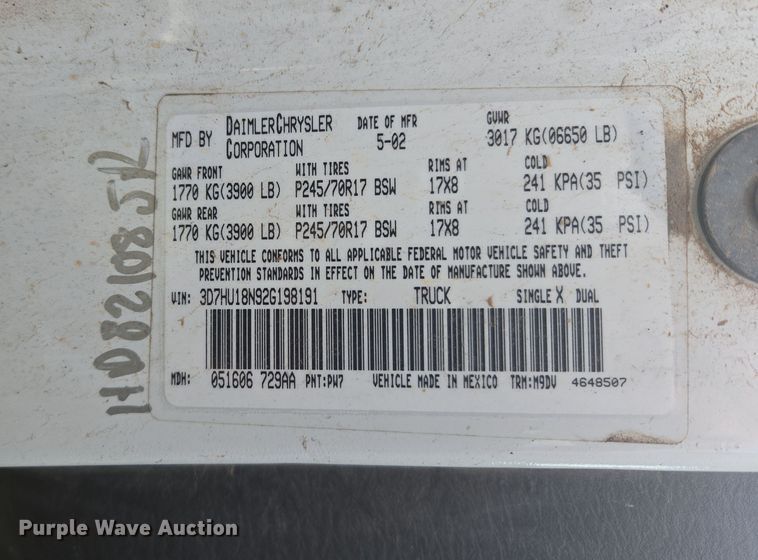 MFD BY DAIMLERCHRYSLER CORPORATION DATE OF MFR 5-02 GVWR 3017 KG(06650 LB)
GAWR FRONT WITH TIRES RIMS AT COLD
1770 KG(3900 LB) P245/70R17 BSW 17X8 241 KPA(35 PSI)
GAWR REAR WITH TIRES RIMS AT COLD
1770 KG(3900 LB) P245/70R17 BSW 17X8 241 KPA(35 PSI)
THIS VEHICLE CONFORMS TO ALL APPLICABLE FEDERAL MOTOR VEHICLE SAFETY AND THEFT
PREVENTION STANDARDS IN EFFECT ON THE DATE OF MANUFACTURE SHOWN ABOVE.
VIN: 3D7HU18N92G198191 TYPE: TRUCK SINGLE X DUAL
MDH: 051606 729AA PNT:PW7 VEHICLE MADE IN MEXICO TRM:M9DV 4648507
HD82108JR
Purple Wave Auction